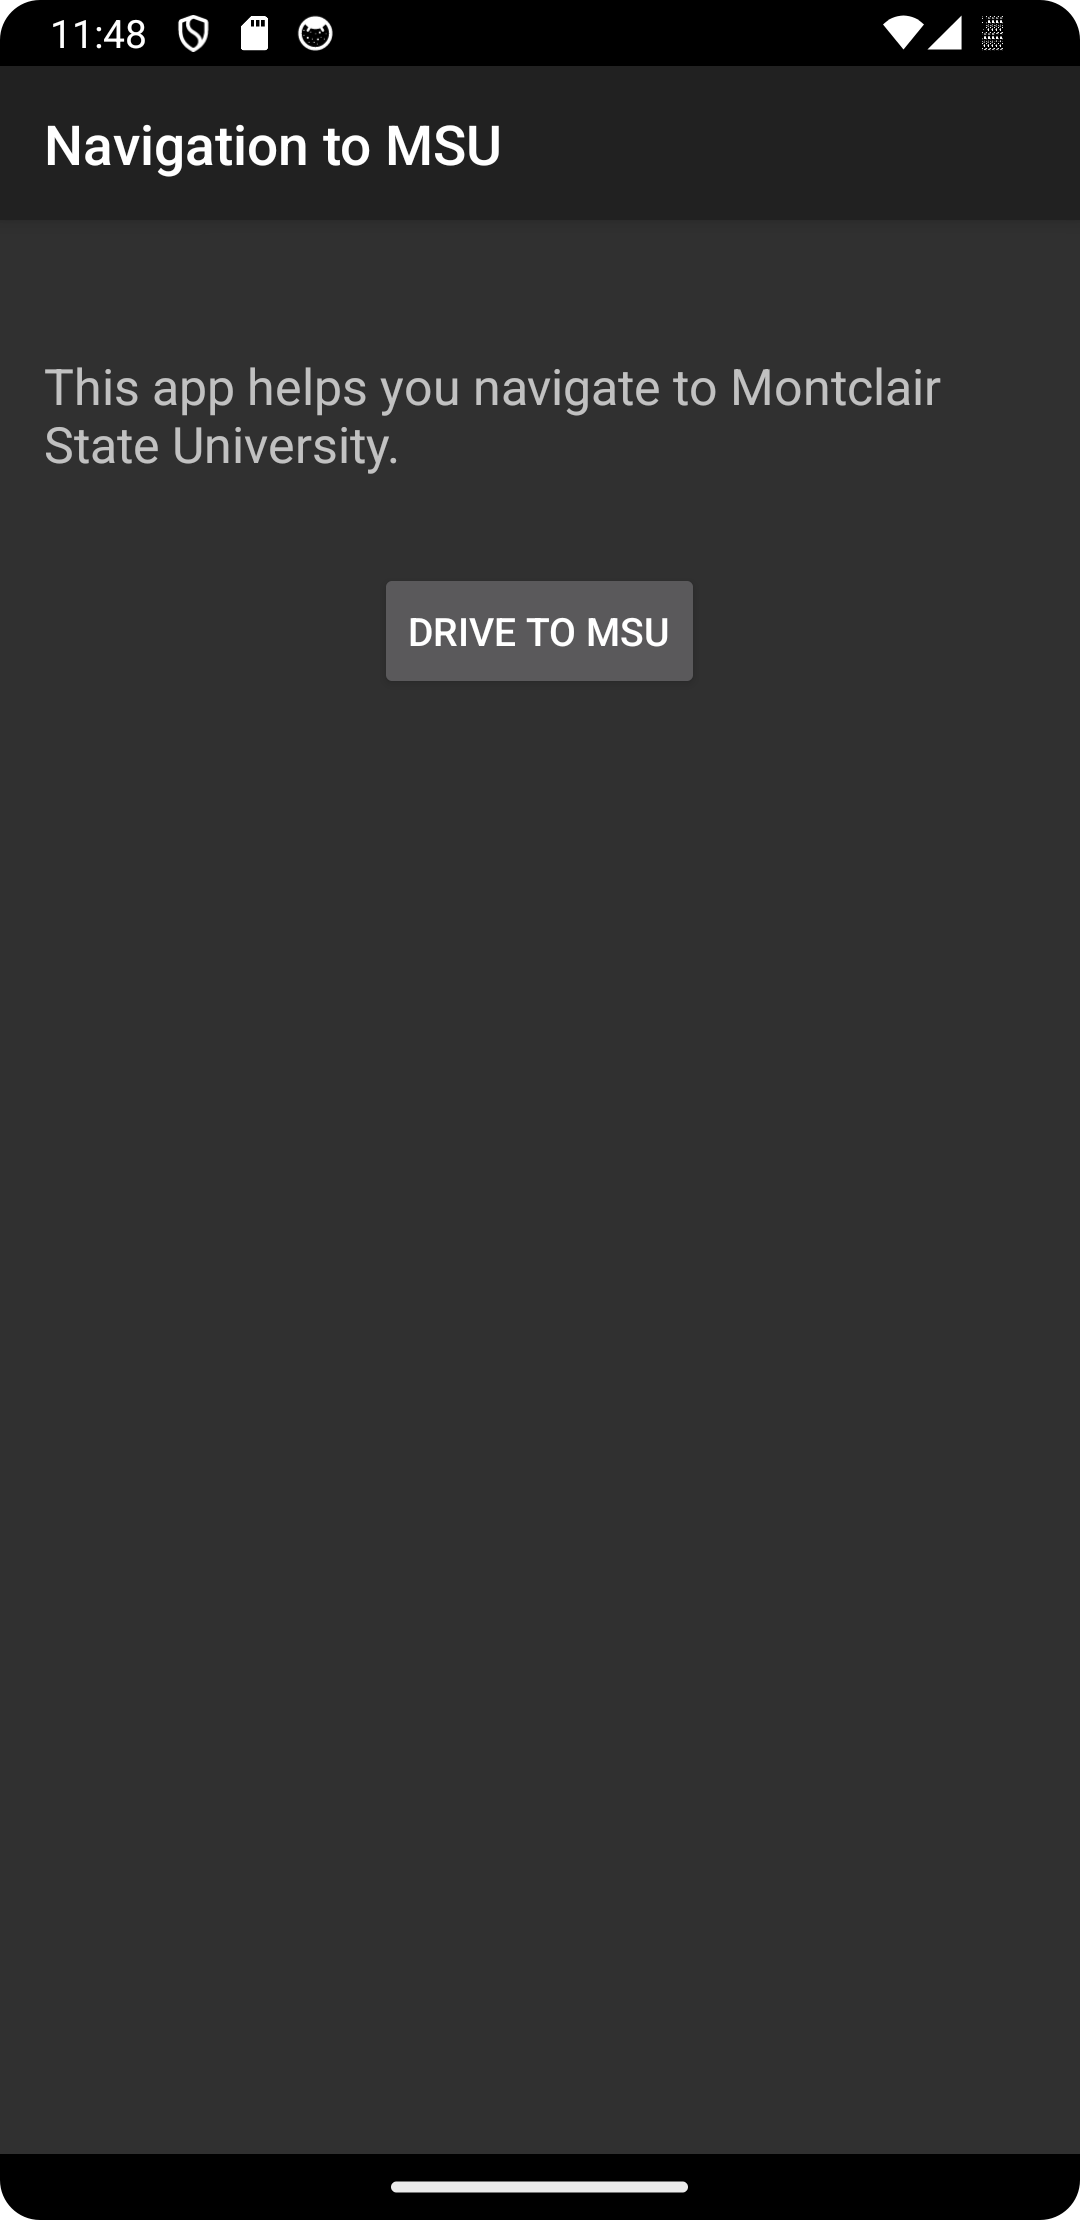 11:48
Navigation to MSU
This app helps you navigate to Montclair
State University.
DRIVE TO MSU